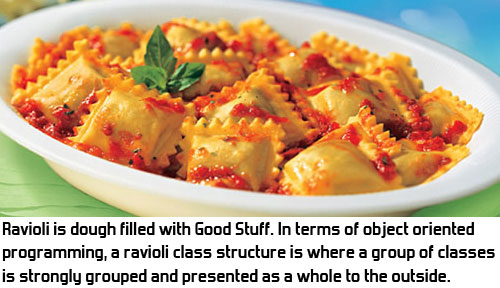 Ravioli is dough filled with Good Stuff. In terms of object oriented
programming, a ravioli class structure is where a group of classes
is strongly grouped and presented as a whole to the outside.